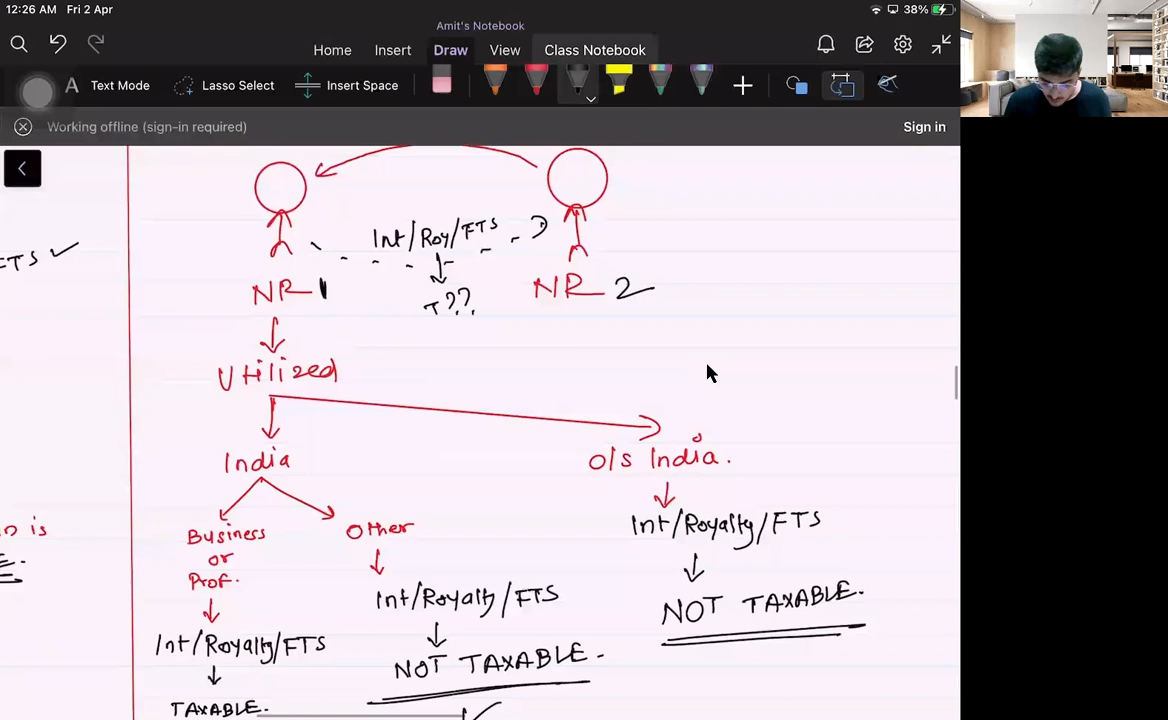 12:26 AM Fri 2 Apr
38%
Amit's Notebook
Home Insert Draw View Class Notebook
A Text Mode Lasso Select Insert Space
Working offline (sign-in required) Sign in
Int/Roy/FTS
FTS
NR 1 NR 2
T??
Utilized
India O/S India.
Int/Royalty/FTS
Business Other
or
Prof.
NOT TAXABLE.
Int/Royalty/FTS
Int/Royalty/FTS
NOT TAXABLE.
TAXABLE.
is